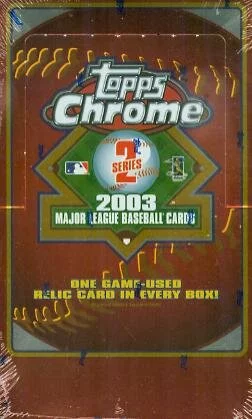 Topps
Chrome
SERIES
2
2003
MAJOR LEAGUE BASEBALL CARDS
ONE GAME-USED
RELIC CARD IN EVERY BOX!